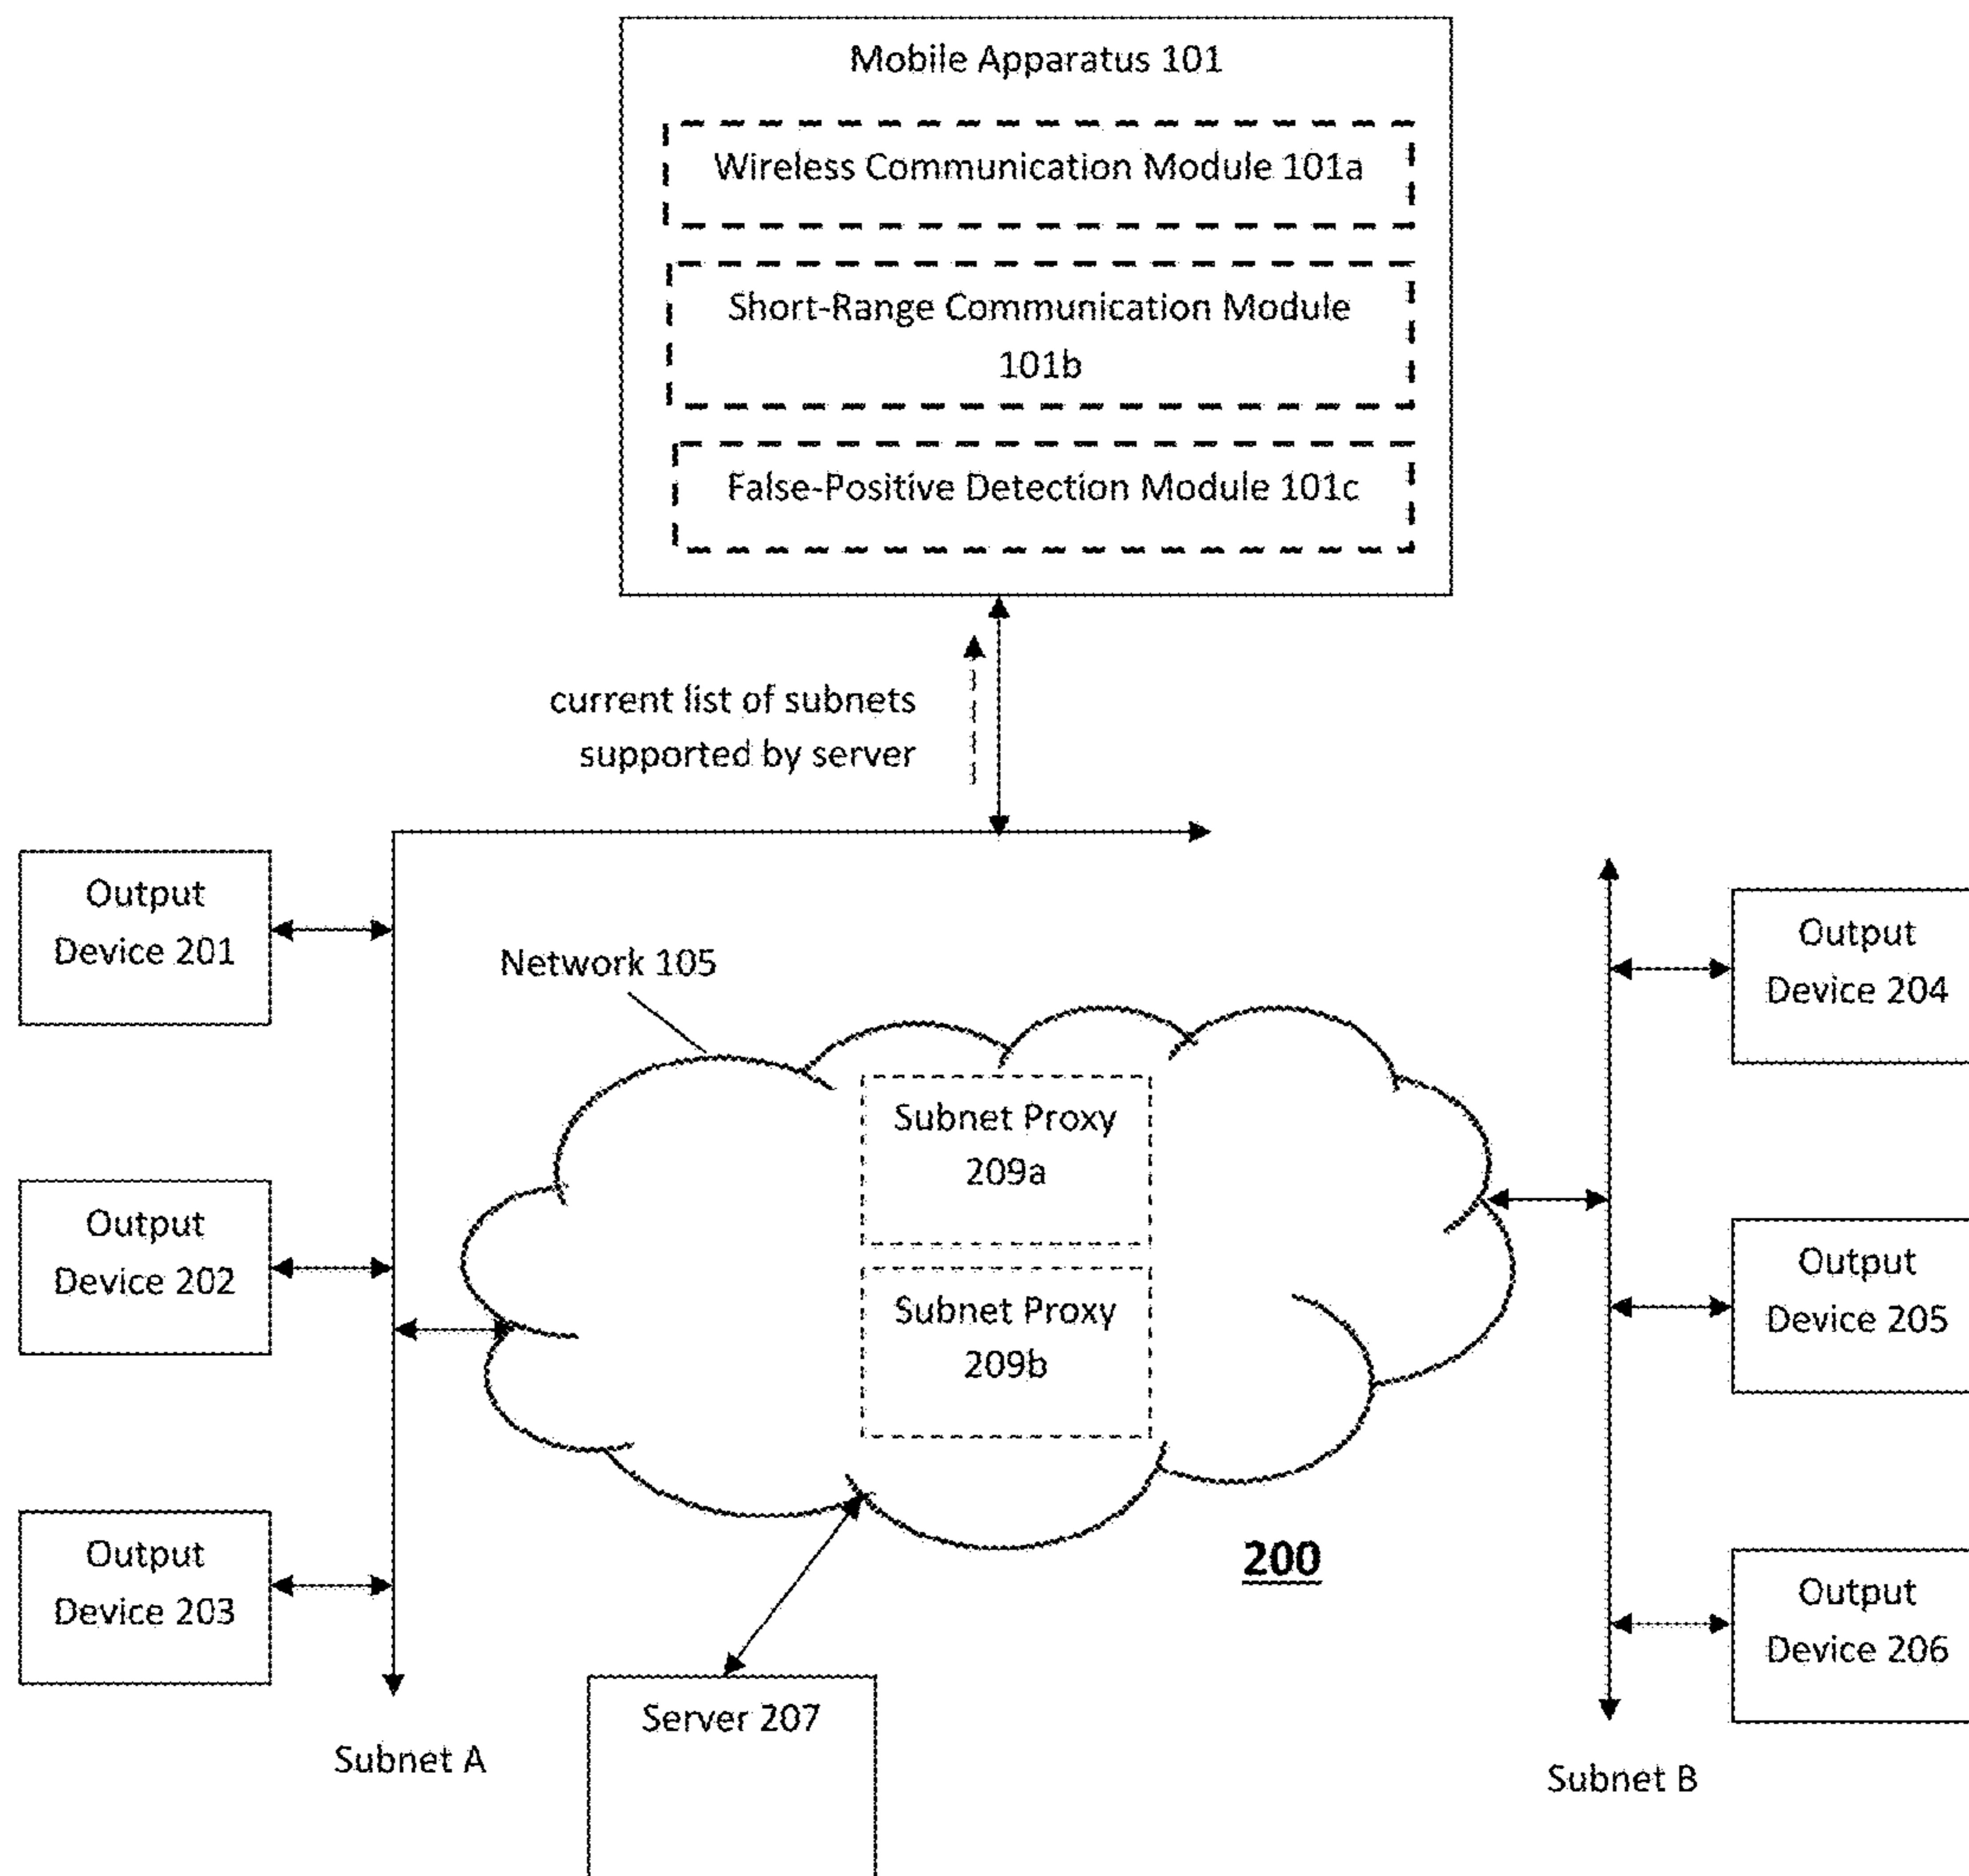 Mobile Apparatus 101
Wireless Communication Module 101a
Short-Range Communication Module
101b
False-Positive Detection Module 101c
current list of subnets
supported by server
Output
Device 201
Output
Device 204
Network 105
Subnet Proxy
209a
Output
Device 202
Output
Device 205
Subnet Proxy
209b
Output
Device 203
200
Output
Device 206
Server 207
Subnet A
Subnet B